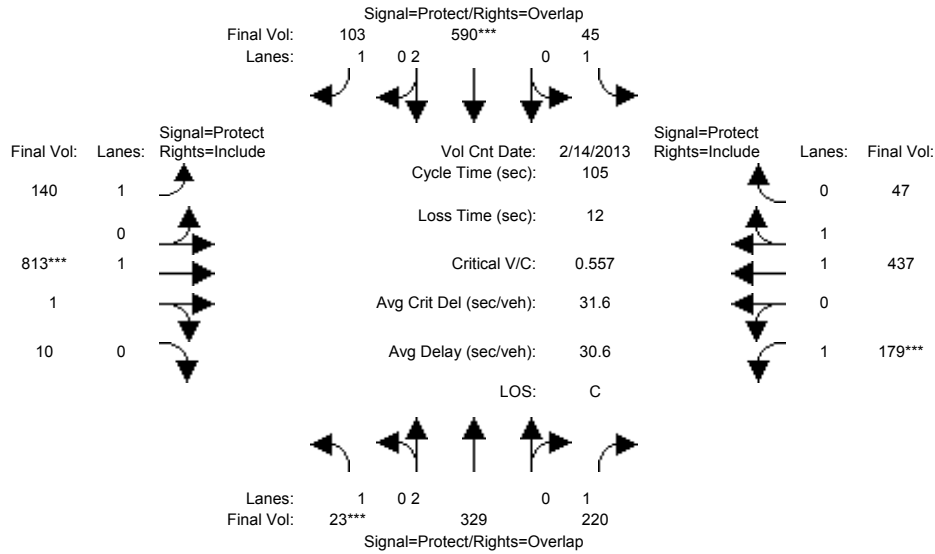 Signal=Protect/Rights=Overlap
Final Vol: 103 590*** 45
Lanes: 1 0 2 0 1
Signal=Protect
Final Vol: Lanes: Rights=Include
Vol Cnt Date: 2/14/2013
Signal=Protect
Rights=Include Lanes: Final Vol:
Cycle Time (sec): 105
140 1
0 47
Loss Time (sec): 12
0
1
813*** 1
Critical V/C: 0.557
1 437
1
Avg Crit Del (sec/veh): 31.6
0
10 0
Avg Delay (sec/veh): 30.6
1 179***
LOS: C
Lanes: 1 0 2 0 1
Final Vol: 23*** 329 220
Signal=Protect/Rights=Overlap